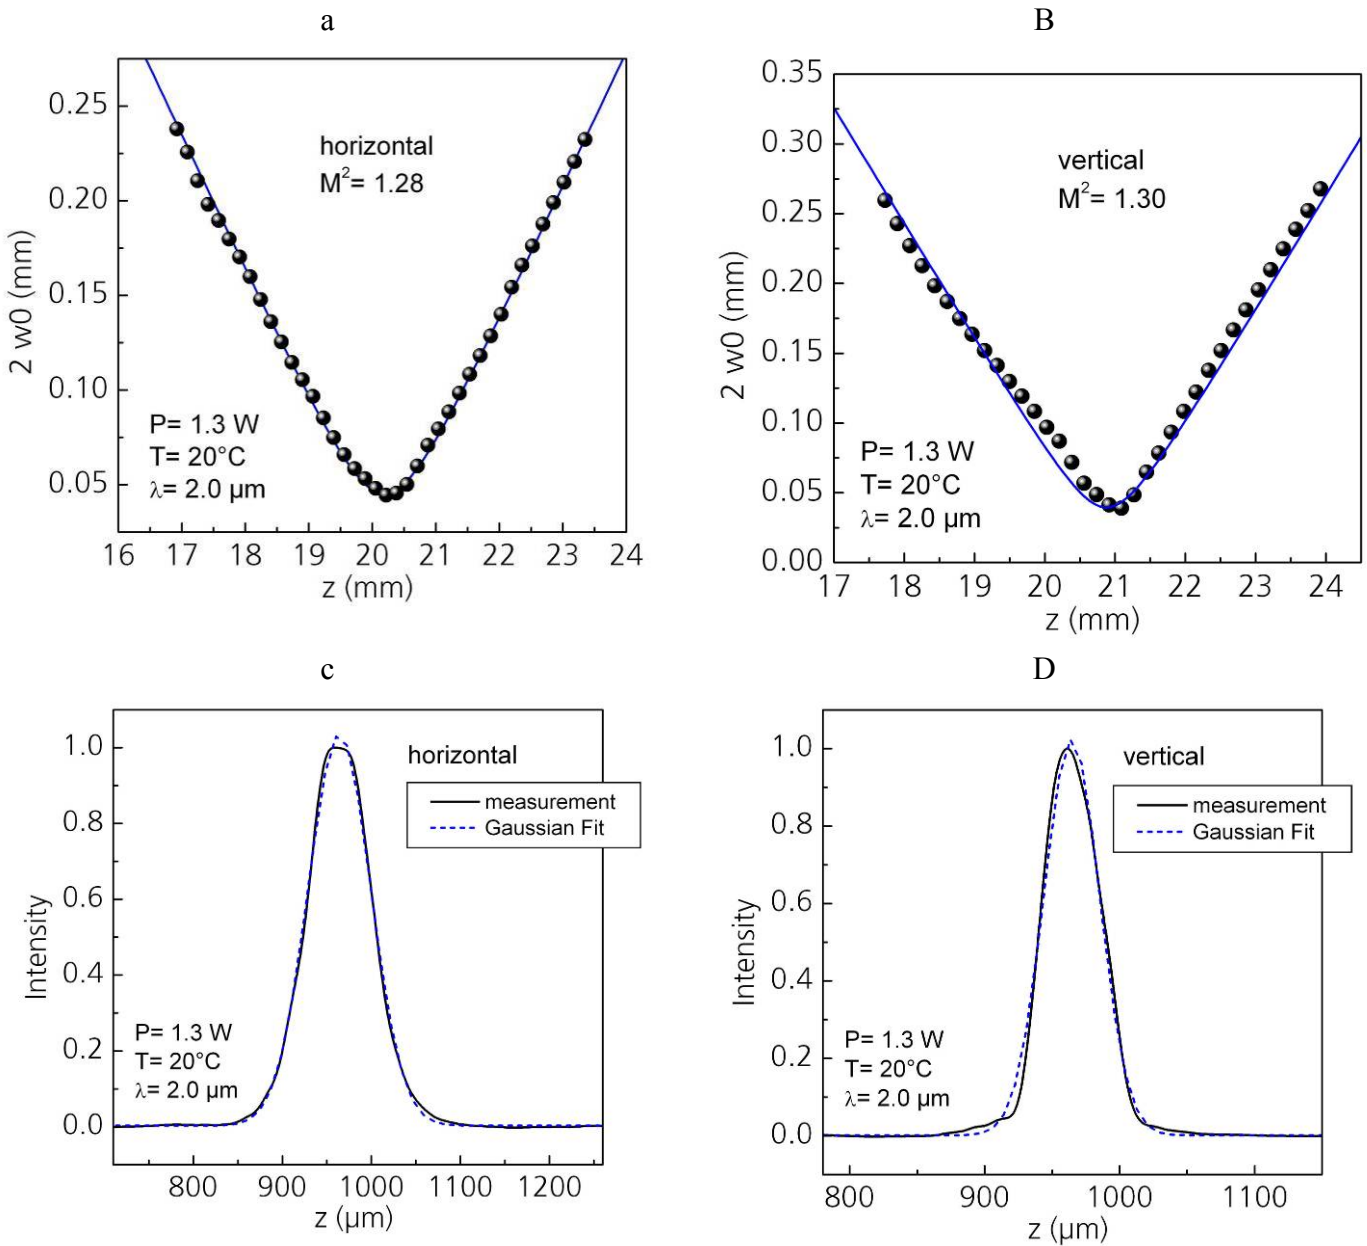 a
B
0.25
0.20
0.15
0.10
0.05
16 17 18 19 20 21 22 23 24
z (mm)
2 w0 (mm)
horizontal
M²= 1.28
P= 1.3 W
T= 20°C
λ= 2.0 µm
0.35
0.30
0.25
0.20
0.15
0.10
0.05
0.00
17 18 19 20 21 22 23 24
z (mm)
2 w0 (mm)
vertical
M²= 1.30
P= 1.3 W
T= 20°C
λ= 2.0 µm
c
D
1.0
0.8
0.6
0.4
0.2
0.0
800 900 1000 1100 1200
z (µm)
Intensity
horizontal
measurement
Gaussian Fit
P= 1.3 W
T= 20°C
λ= 2.0 µm
1.0
0.8
0.6
0.4
0.2
0.0
800 900 1000 1100
z (µm)
Intensity
vertical
measurement
Gaussian Fit
P= 1.3 W
T= 20°C
λ= 2.0 µm